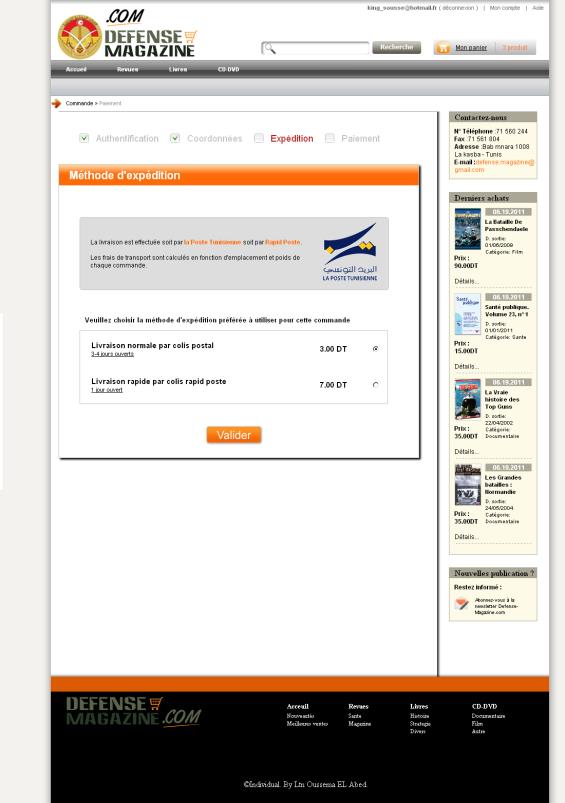 king_sousse@hotmail.fr ( déconnexion ) | Mon compte | Aide
.COM
DEFENSE
MAGAZINE
Recherche
Mon panier
1 produit
Accueil
Revues
Livres
CD-DVD
Commande » Paiement
Authentification
Coordonnées
Expédition
Paiement
Méthode d'expédition
La livraison est effectuée soit par la Poste Tunisienne soit par Rapid Poste.
Les frais de transport sont calculés en fonction d'emplacement et poids de
chaque commande.
البريد التونسي
LA POSTE TUNISIENNE
Veuillez choisir la méthode d'expédition préférée à utiliser pour cette commande
Livraison normale par colis postal
3-4 jours ouverts
3.00 DT
Livraison rapide par colis rapid poste
1 jour ouvert
7.00 DT
Valider
Contactez-nous
N° Téléphone :71 560 244
Fax :71 561 804
Adresse :Bab mnara 1008
La kasba - Tunis
E-mail :defense.magazine@
gmail.com
Derniers achats
06.19.2011
La Bataille De
Passchendaele
D. sortie:
01/06/2009
Catégorie: Film
Prix :
90.00DT
Détails...
06.19.2011
Santé publique.
Volume 23, n°1
D. sortie:
01/01/2011
Catégorie: Sante
Prix :
15.00DT
Détails...
06.19.2011
La Vraie
histoire des
Top Guns
D. sortie:
22/04/2002
Catégorie:
Documentaire
Prix :
35.00DT
Détails...
06.19.2011
Les Grandes
batailles :
Normandie
D. sortie:
24/05/2004
Catégorie:
Documentaire
Prix :
35.00DT
Détails...
Nouvelles publication ?
Restez informé :
Abonnez-vous à la
newsletter Defense-
Magazine.com
DEFENSE
MAGAZINE.COM
Acceuil
Nouveautés
Meilleures ventes
Revues
Sante
Magazine
Livres
Histoire
Strategie
Divers
CD-DVD
Documentaire
Film
Autre
©Individual. By Ltn Oussema EL Abed.